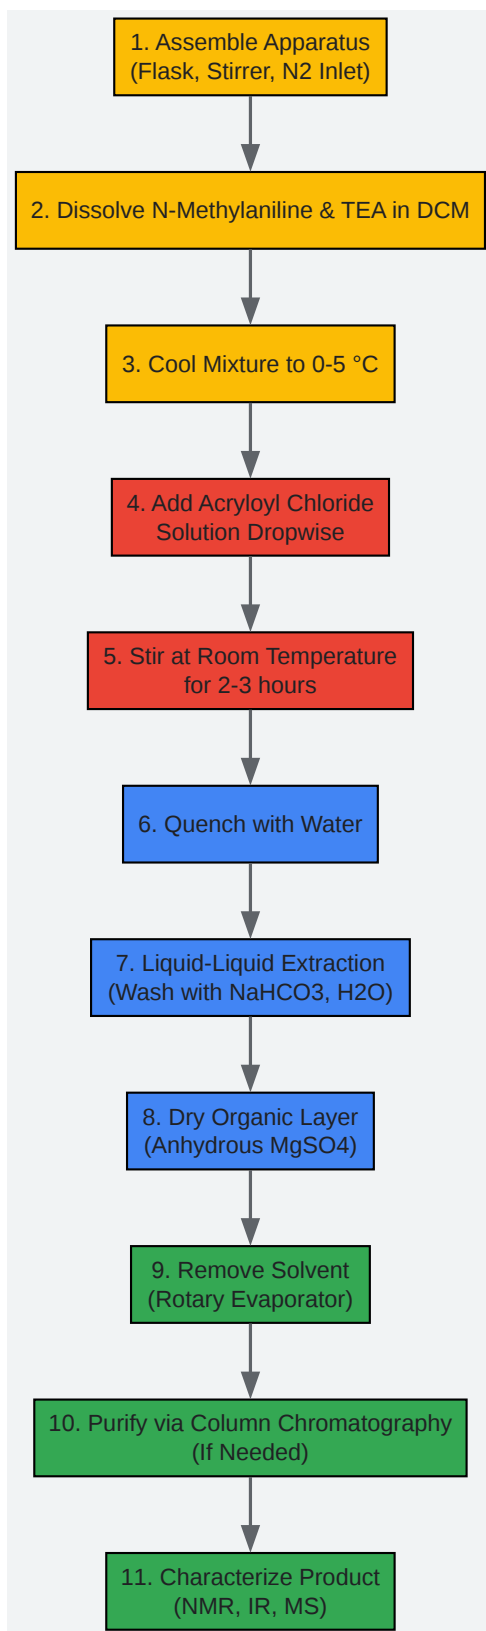 1. Assemble Apparatus
(Flask, Stirrer, N2 Inlet)
2. Dissolve N-Methylaniline & TEA in DCM
3. Cool Mixture to 0-5 °C
4. Add Acryloyl Chloride
Solution Dropwise
5. Stir at Room Temperature
for 2-3 hours
6. Quench with Water
7. Liquid-Liquid Extraction
(Wash with NaHCO3, H2O)
8. Dry Organic Layer
(Anhydrous MgSO4)
9. Remove Solvent
(Rotary Evaporator)
10. Purify via Column Chromatography
(If Needed)
11. Characterize Product
(NMR, IR, MS)